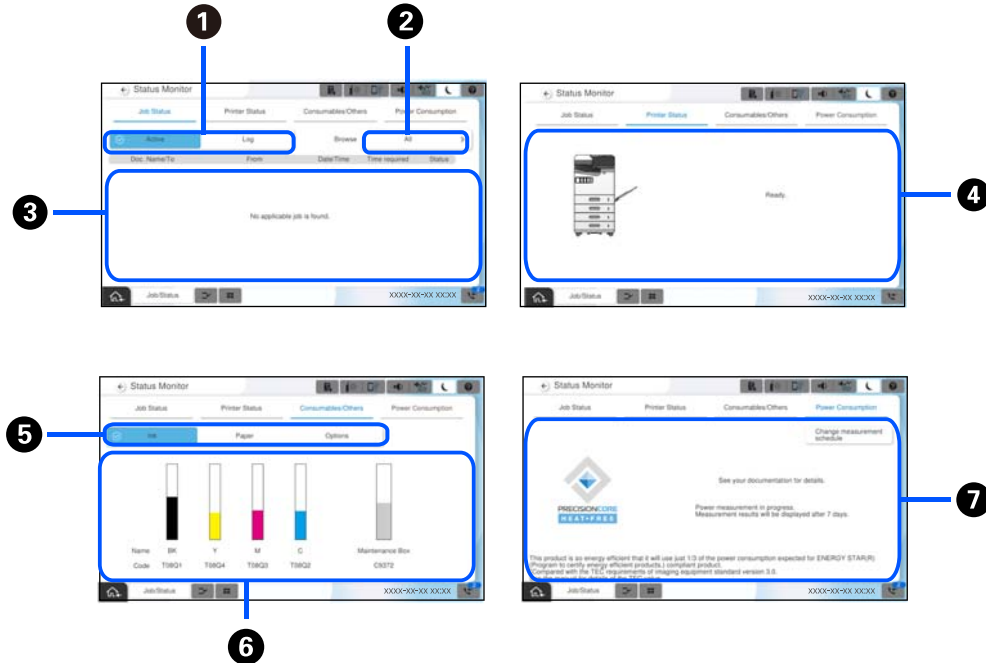 1
2
Status Monitor
Job Status Printer Status Consumables/Others Power Consumption
Active Log Browse All
Doc. Name/To From Date/Time Time required Status
3
No applicable job is found.
Job/Status XXXX-XX-XX XX:XX
Status Monitor
Job Status Printer Status Consumables/Others Power Consumption
Ready.
4
Job/Status XXXX-XX-XX XX:XX
Status Monitor
Job Status Printer Status Consumables/Others Power Consumption
5
Ink Paper Options
Name BK Y M C Maintenance Box
Code T08Q1 T08Q4 T08Q3 T08Q2 C9372
Job/Status XXXX-XX-XX XX:XX
6
Status Monitor
Job Status Printer Status Consumables/Others Power Consumption
Change measurement
schedule
See your documentation for details.
7
PRECISIONCORE
HEAT-FREE
Power measurement in progress.
Measurement results will be displayed after 7 days.
This product is so energy efficient that it will use just 1/3 of the power consumption expected for ENERGY STAR(R)
(Program to certify energy efficient products.) compliant product.
Compared with the TEC requirements of imaging equipment standard version 3.0.
Job/Status XXXX-XX-XX XX:XX